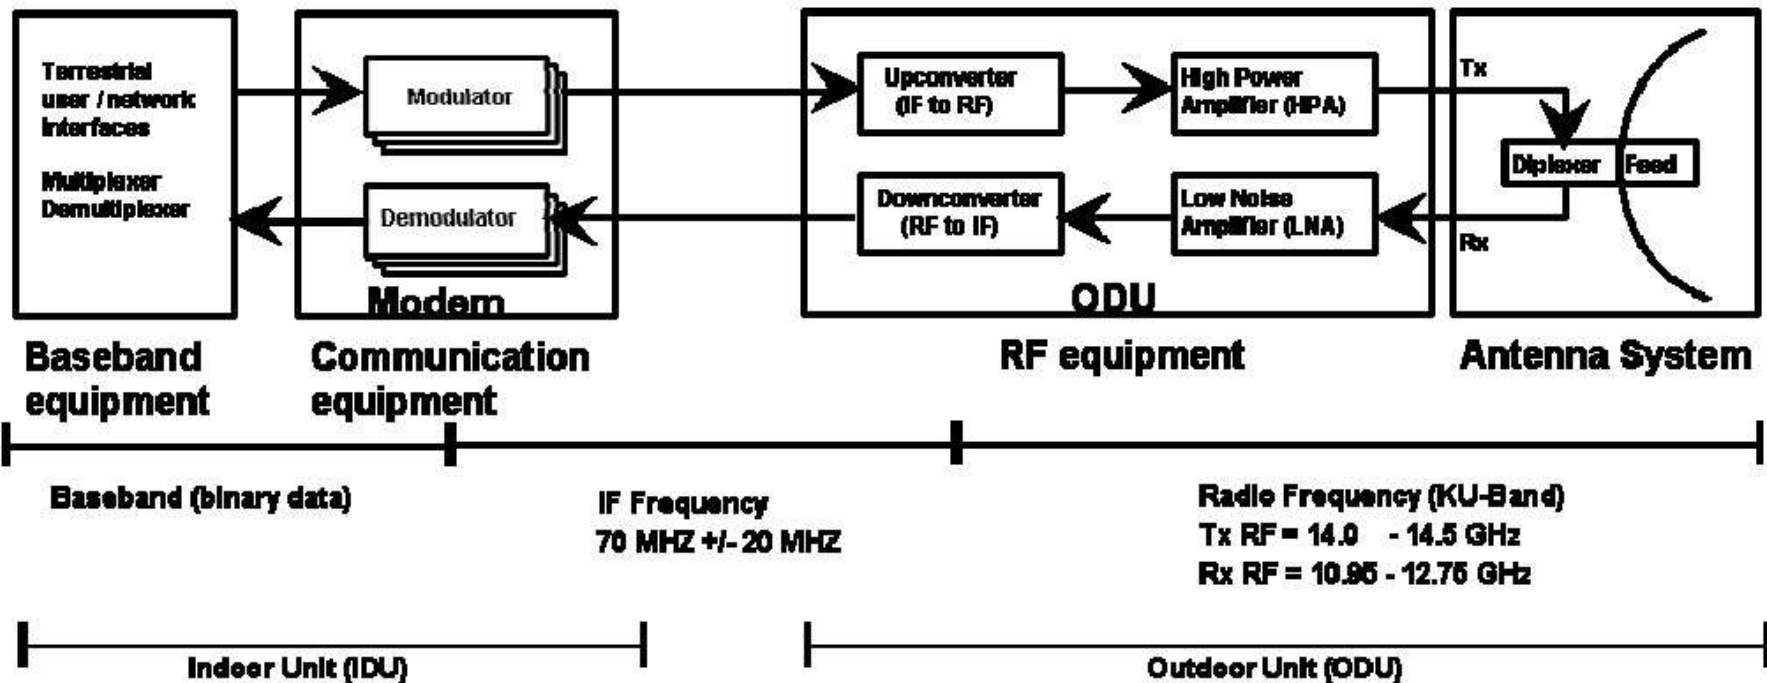 Terrestrial
user / network
Interfaces
Multiplexer
Demultiplexer
Modulator
Demodulator
Modem
Upconverter
(IF to RF)
High Power
Amplifier (HPA)
Downconverter
(RF to IF)
Low Noise
Amplifier (LNA)
ODU
Tx
Diplexer
Feed
Rx
Baseband
equipment
Communication
equipment
RF equipment
Antenna System
Baseband (binary data)
IF Frequency
70 MHZ +/- 20 MHZ
Radio Frequency (KU-Band)
Tx RF = 14.0 - 14.5 GHz
Rx RF = 10.95 - 12.75 GHz
Indoor Unit (IDU)
Outdoor Unit (ODU)